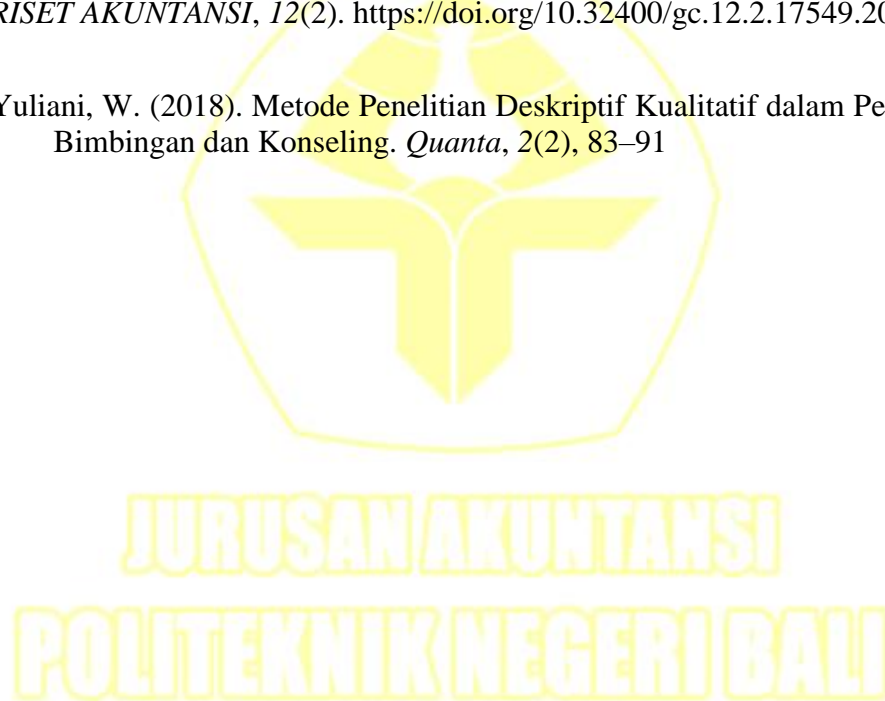 RISET AKUNTANSI, 12(2). https://doi.org/10.32400/gc.12.2.17549.20
Yuliani, W. (2018). Metode Penelitian Deskriptif Kualitatif dalam Pe
Bimbingan dan Konseling. Quanta, 2(2), 83–91
JURUSAN AKUNTANSI
POLITEKNIK NEGERI BALI